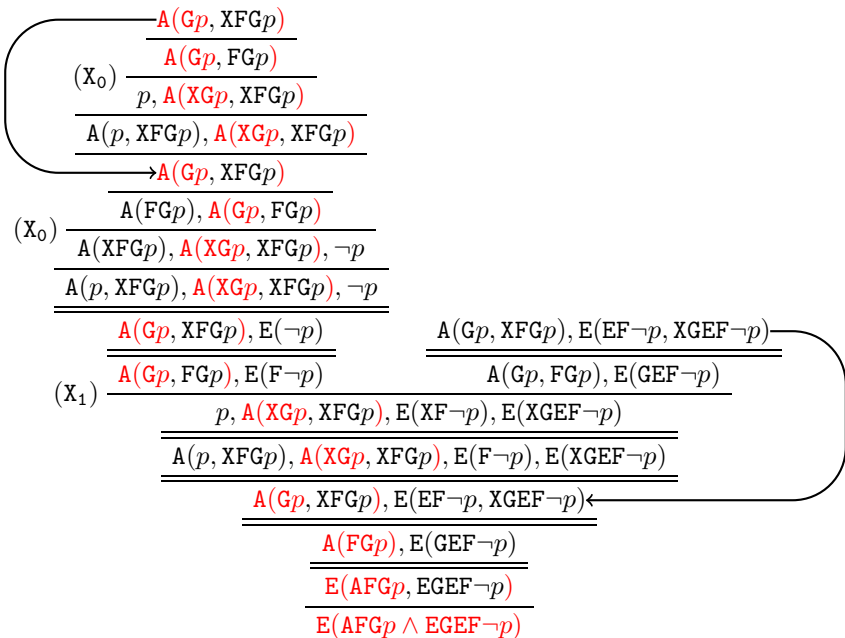 A(Gp, XFGp)
A(Gp, FGp)
(X₀)
p, A(XGp, XFGp)
A(p, XFGp), A(XGp, XFGp)
A(Gp, XFGp)
A(FGp), A(Gp, FGp)
(X₀)
A(XFGp), A(XGp, XFGp), ¬p
A(p, XFGp), A(XGp, XFGp), ¬p
A(Gp, XFGp), E(¬p) A(Gp, XFGp), E(EF¬p, XGEF¬p)
A(Gp, FGp), E(F¬p) A(Gp, FGp), E(GEF¬p)
(X₁)
p, A(XGp, XFGp), E(XF¬p), E(XGEF¬p)
A(p, XFGp), A(XGp, XFGp), E(F¬p), E(XGEF¬p)
A(Gp, XFGp), E(EF¬p, XGEF¬p)
A(FGp), E(GEF¬p)
E(AFGp, EGEF¬p)
E(AFGp ∧ EGEF¬p)